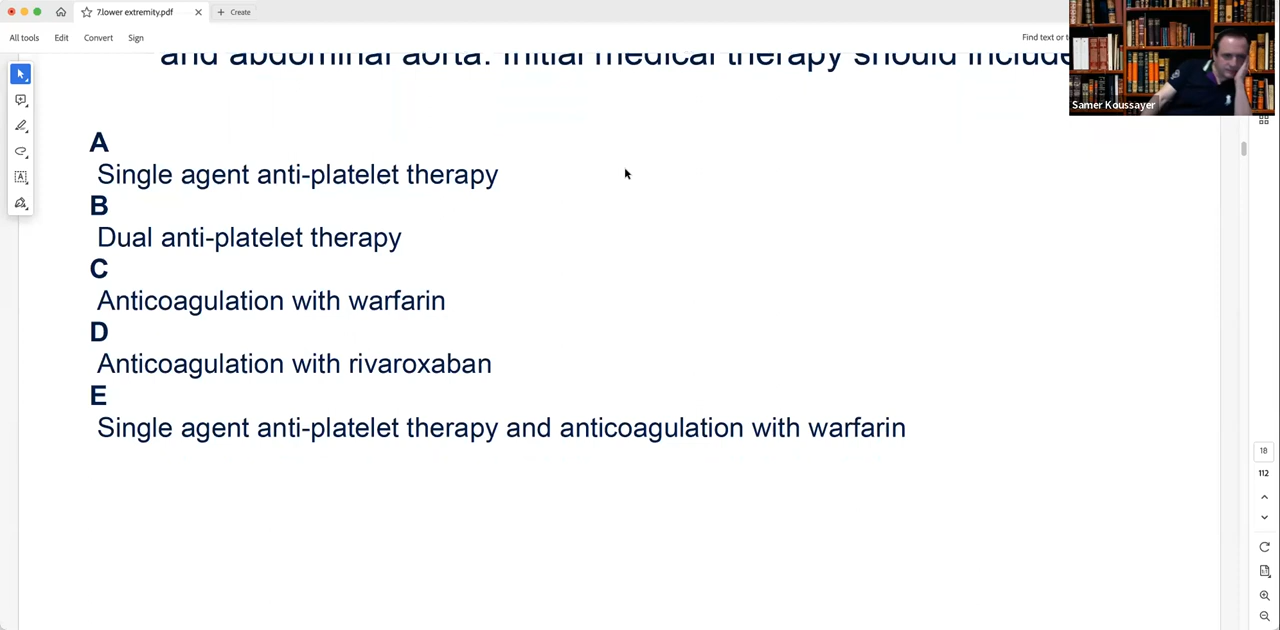 7.lower extremity.pdf
Create
All tools
Edit
Convert
Sign
Find text or
and abdominal aorta. Initial medical therapy should include
Samer Koussayer
A
Single agent anti-platelet therapy
B
Dual anti-platelet therapy
C
Anticoagulation with warfarin
D
Anticoagulation with rivaroxaban
E
Single agent anti-platelet therapy and anticoagulation with warfarin
18
112